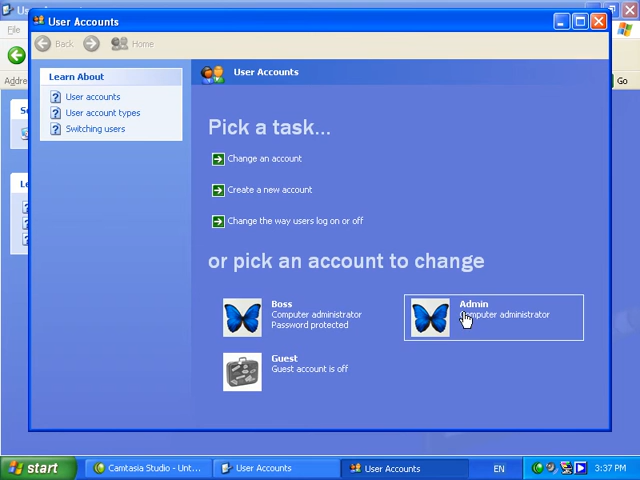 User Accounts
File
Back
Home
Addre
Go
Learn About
User accounts
User account types
Switching users
User Accounts
Pick a task...
Change an account
Create a new account
Change the way users log on or off
or pick an account to change
Boss
Computer administrator
Password protected
Admin
Computer administrator
Guest
Guest account is off
start
Camtasia Studio - Unt...
User Accounts
User Accounts
EN
3:37 PM